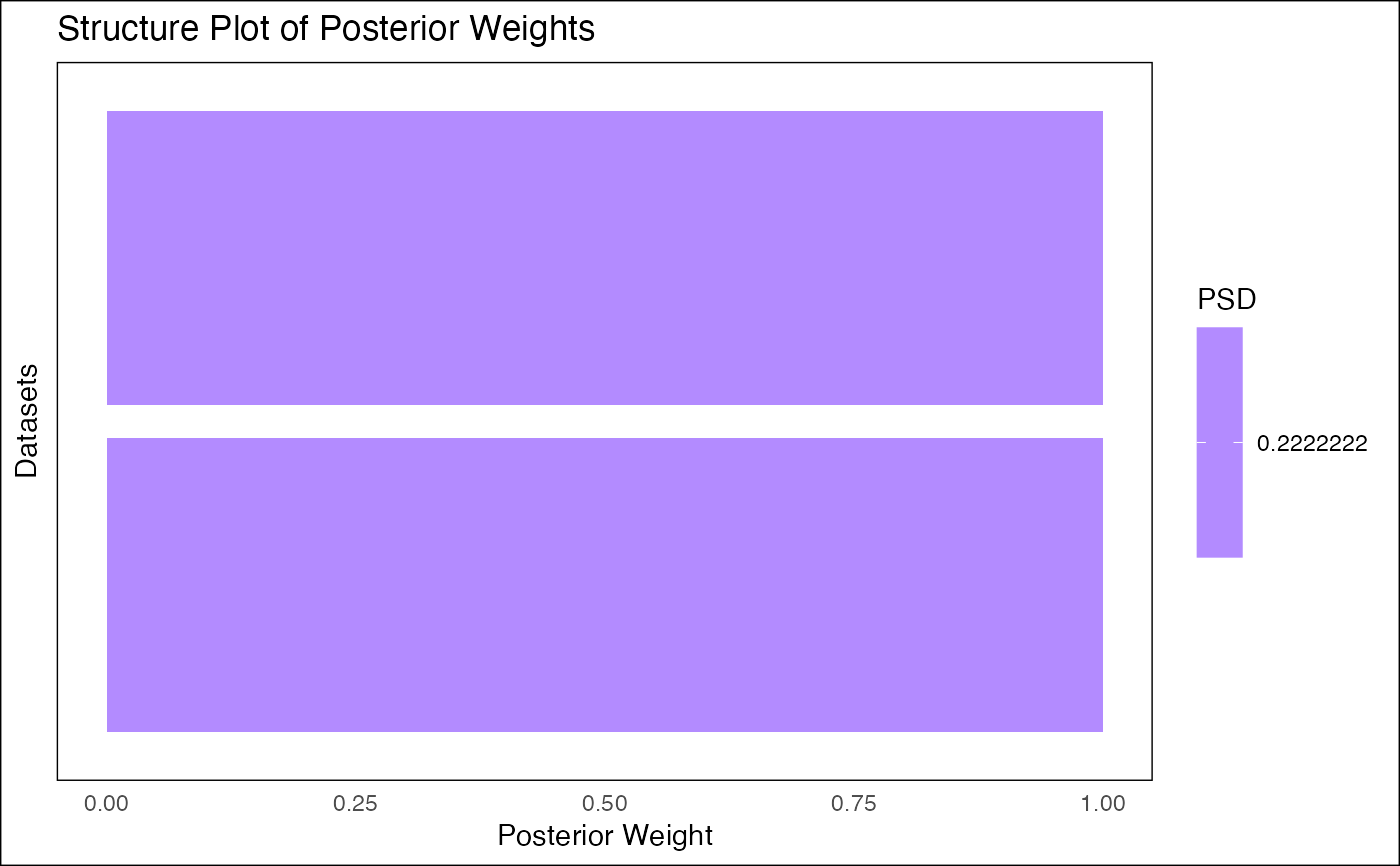 Structure Plot of Posterior Weights
Datasets
0.00 0.25 0.50 0.75 1.00
Posterior Weight
PSD
0.2222222